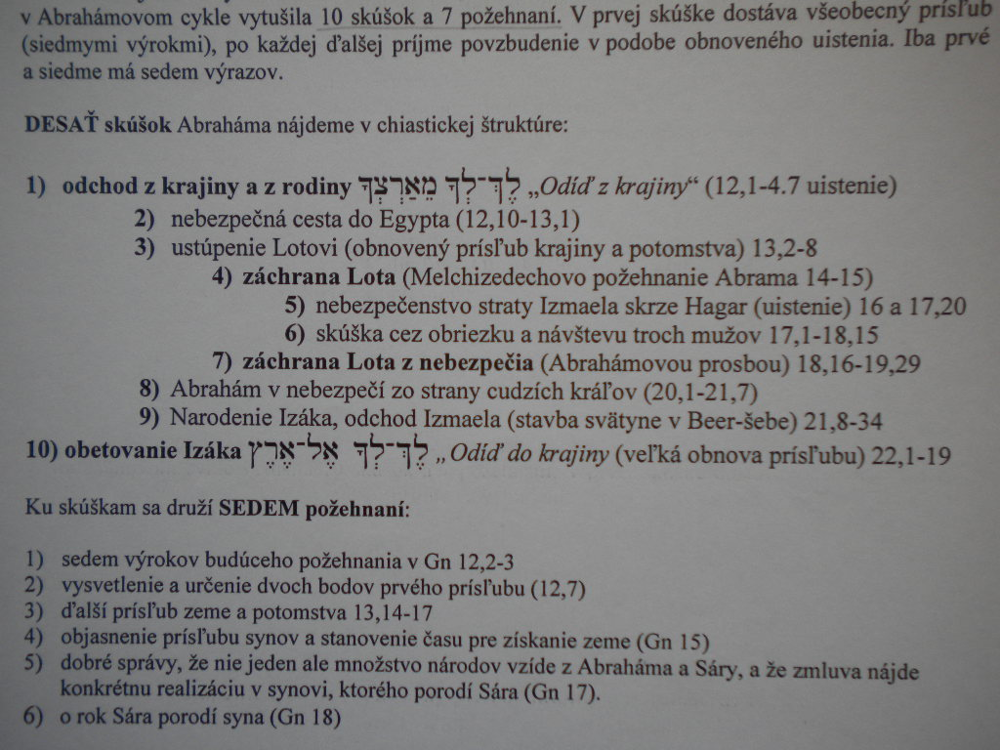 v Abrahámovom cykle vytušila 10 skúšok a 7 požehnaní. V prvej skúške dostáva všeobecný prísľub
(siedmymi výrokmi), po každej ďalšej príjme povzbudenie v podobe obnoveného uistenia. Iba prvé
a siedme má sedem výrazov.
DESAŤ skúšok Abraháma nájdeme v chiastickej štruktúre:
1) odchod z krajiny a z rodiny לֶךְ־לְךָ מֵאַרְצְךָ „Odíď z krajiny“ (12,1-4.7 uistenie)
2) nebezpečná cesta do Egypta (12,10-13,1)
3) ustúpenie Lotovi (obnovený prísľub krajiny a potomstva) 13,2-8
4) záchrana Lota (Melchizedechovo požehnanie Abrama 14-15)
5) nebezpečenstvo straty Izmaela skrze Hagar (uistenie) 16 a 17,20
6) skúška cez obriezku a návštevu troch mužov 17,1-18,15
7) záchrana Lota z nebezpečia (Abrahámovou prosbou) 18,16-19,29
8) Abrahám v nebezpečí zo strany cudzích kráľov (20,1-21,7)
9) Narodenie Izáka, odchod Izmaela (stavba svätyne v Beer-šebe) 21,8-34
10) obetovanie Izáka לֶךְ־לְךָ אֶל־אֶרֶץ „Odíď do krajiny (veľká obnova prísľubu) 22,1-19
Ku skúškam sa druží SEDEM požehnaní:
1) sedem výrokov budúceho požehnania v Gn 12,2-3
2) vysvetlenie a určenie dvoch bodov prvého prísľubu (12,7)
3) ďalší prísľub zeme a potomstva 13,14-17
4) objasnenie prísľubu synov a stanovenie času pre získanie zeme (Gn 15)
5) dobré správy, že nie jeden ale množstvo národov vzíde z Abraháma a Sáry, a že zmluva nájde
konkrétnu realizáciu v synovi, ktorého porodí Sára (Gn 17).
6) o rok Sára porodí syna (Gn 18)